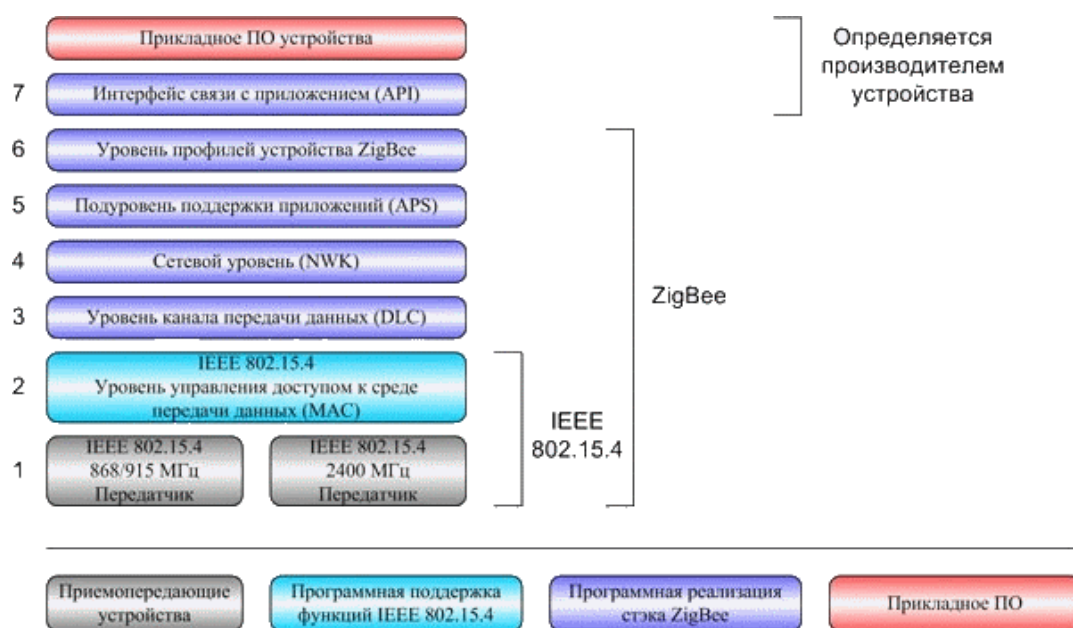 Прикладное ПО устройства
Определяется
производителем
устройства
7
Интерфейс связи с приложением (API)
6
Уровень профилей устройства ZigBee
5
Подуровень поддержки приложений (APS)
4
Сетевой уровень (NWK)
ZigBee
3
Уровень канала передачи данных (DLC)
2
IEEE 802.15.4
Уровень управления доступом к среде
передачи данных (MAC)
IEEE
802.15.4
1
IEEE 802.15.4
868/915 МГц
Передатчик
IEEE 802.15.4
2400 МГц
Передатчик
Приемопередающие
устройства
Программная поддержка
функций IEEE 802.15.4
Программная реализация
стэка ZigBee
Прикладное ПО